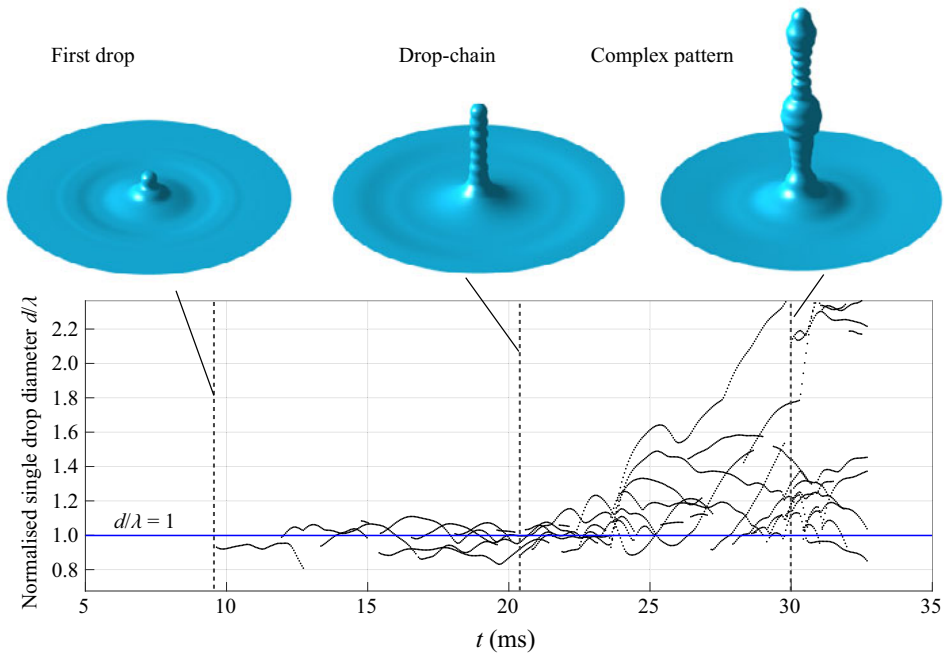 First drop
Drop-chain
Complex pattern
Normalised single drop diameter d/λ
2.2
2.0
1.8
1.6
1.4
1.2
1.0
0.8
d/λ = 1
5
10
15
20
25
30
35
t (ms)